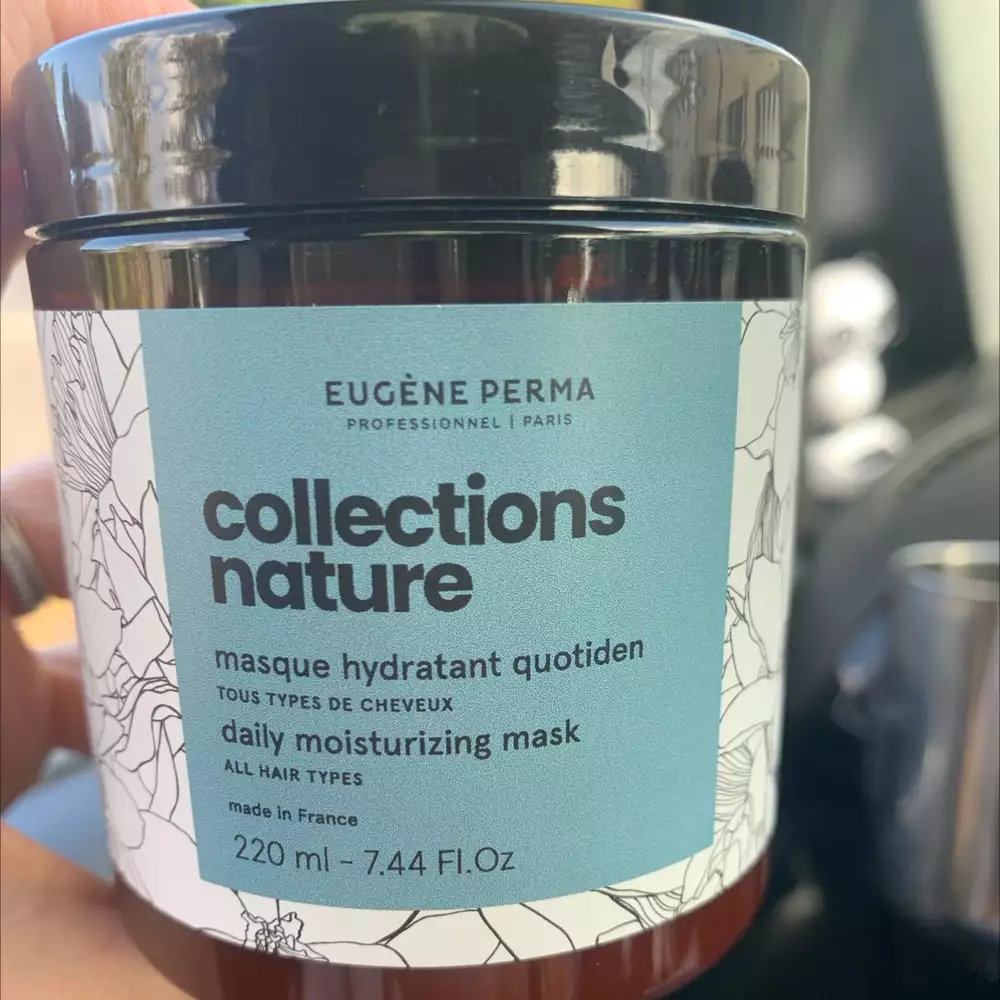 EUGÈNE PERMA
PROFESSIONNEL | PARIS
collections
nature
masque hydratant quotiden
TOUS TYPES DE CHEVEUX
daily moisturizing mask
ALL HAIR TYPES
made in France
220 ml - 7.44 Fl.Oz